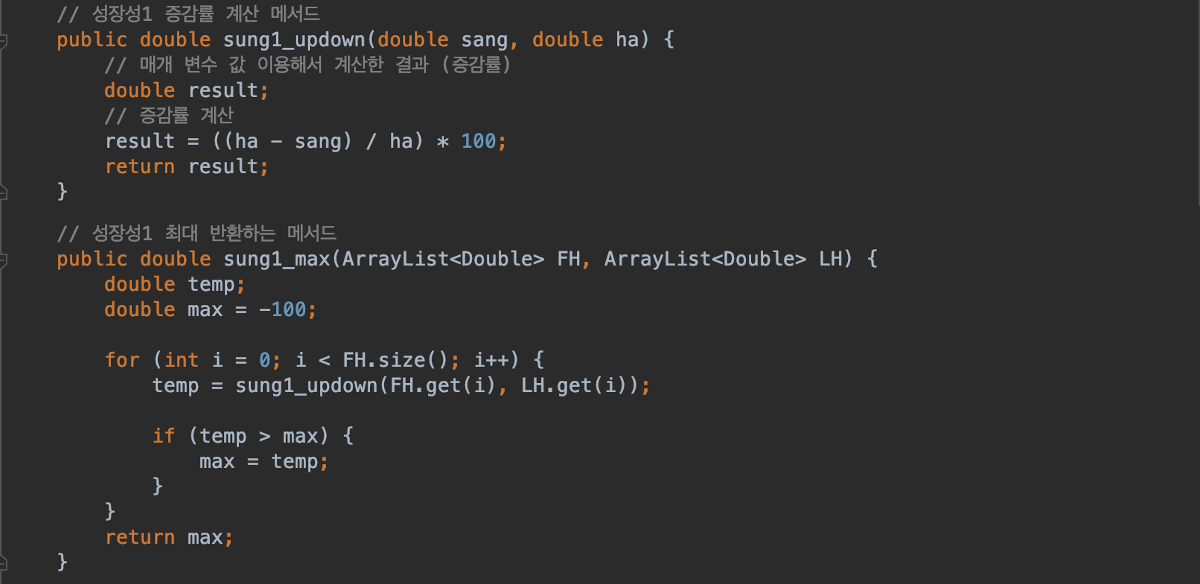 // 성장성1 증감률 계산 메서드
public double sung1_updown(double sang, double ha) {
// 매개 변수 값 이용해서 계산한 결과 (증감률)
double result;
// 증감률 계산
result = ((ha - sang) / ha) * 100;
return result;
}
// 성장성1 최대 반환하는 메서드
public double sung1_max(ArrayList<Double> FH, ArrayList<Double> LH) {
double temp;
double max = -100;
for (int i = 0; i < FH.size(); i++) {
temp = sung1_updown(FH.get(i), LH.get(i));
if (temp > max) {
max = temp;
}
}
return max;
}